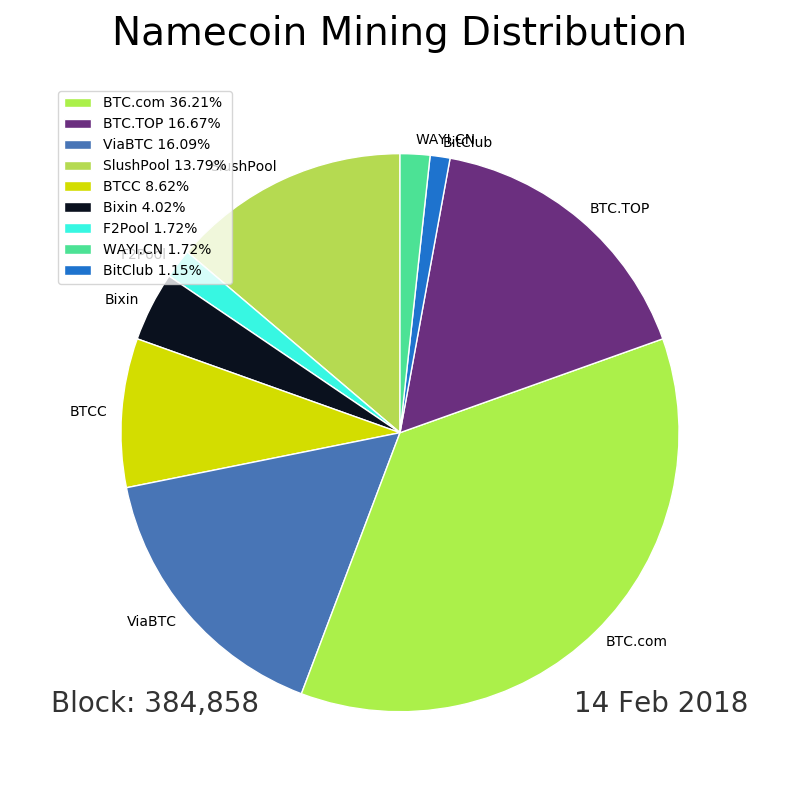 Namecoin Mining Distribution
BTC.com 36.21%
BTC.TOP 16.67%
ViaBTC 16.09%
SlushPool 13.79%
BTCC 8.62%
Bixin 4.02%
F2Pool 1.72%
WAYI.CN 1.72%
BitClub 1.15%
WAYI.CN
BitClub
SlushPool
BTC.TOP
F2Pool
Bixin
BTCC
ViaBTC
BTC.com
Block: 384,858
14 Feb 2018